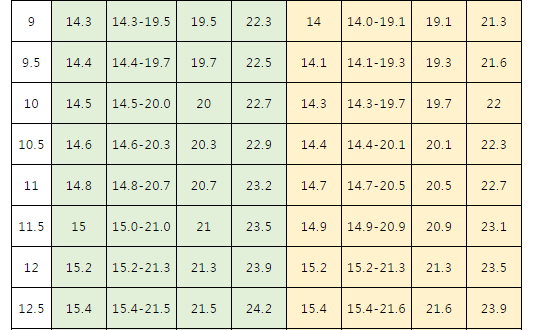 9 14.3 14.3-19.5 19.5 22.3 14 14.0-19.1 19.1 21.3
9.5 14.4 14.4-19.7 19.7 22.5 14.1 14.1-19.3 19.3 21.6
10 14.5 14.5-20.0 20 22.7 14.3 14.3-19.7 19.7 22
10.5 14.6 14.6-20.3 20.3 22.9 14.4 14.4-20.1 20.1 22.3
11 14.8 14.8-20.7 20.7 23.2 14.7 14.7-20.5 20.5 22.7
11.5 15 15.0-21.0 21 23.5 14.9 14.9-20.9 20.9 23.1
12 15.2 15.2-21.3 21.3 23.9 15.2 15.2-21.3 21.3 23.5
12.5 15.4 15.4-21.5 21.5 24.2 15.4 15.4-21.6 21.6 23.9